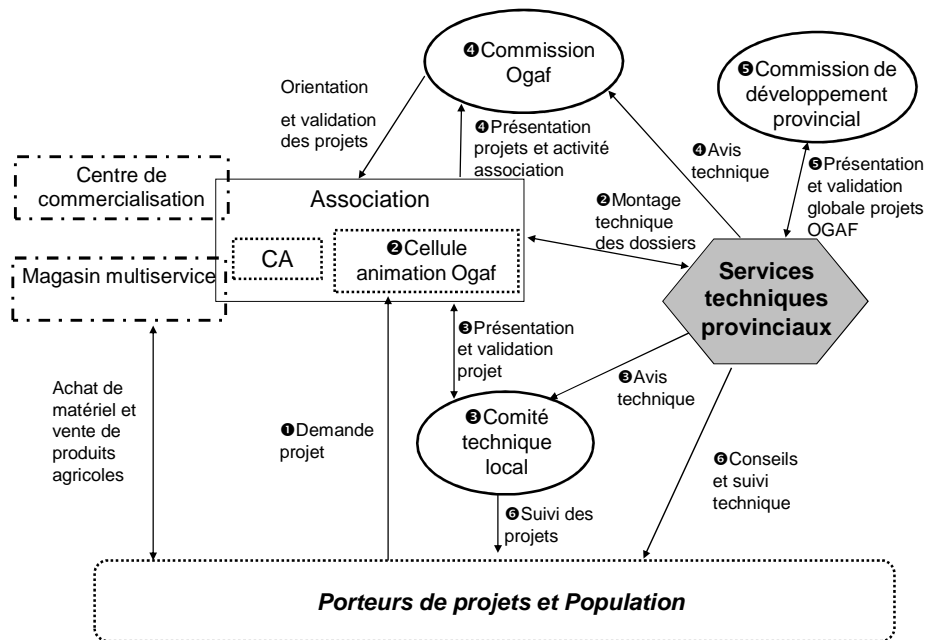 ❹Commission
Ogaf
❺Commission de
développement
provincial
Orientation
et validation
des projets
❹Présentation
projets et activité
association
❹Avis
technique
❺Présentation
et validation
globale projets
OGAF
Centre de
commercialisation
Association
❷Montage
technique
des dossiers
CA
❷Cellule
animation Ogaf
Magasin multiservice
Services
techniques
provinciaux
❸Présentation
et validation
projet
❸Avis
technique
Achat de
matériel et
vente de
produits
agricoles
❶Demande
projet
❸Comité
technique
local
❻Conseils
et suivi
technique
❻Suivi des
projets
Porteurs de projets et Population